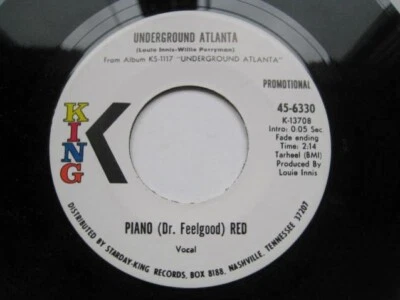 UNDERGROUND ATLANTA
(Louis Innis-Willie Perryman)
From Album KS-1117 "UNDERGROUND ATLANTA"
PROMOTIONAL
45-6330
K-13708
Intro: 0:05 Sec.
Fade ending
Time: 2:14
Tarheel (BMI)
Produced By
Louie Innis
KING
K
PIANO (Dr. Feelgood) RED
Vocal
DISTRIBUTED BY STARDAY-KING RECORDS, BOX 8188, NASHVILLE, TENNESSEE 37207